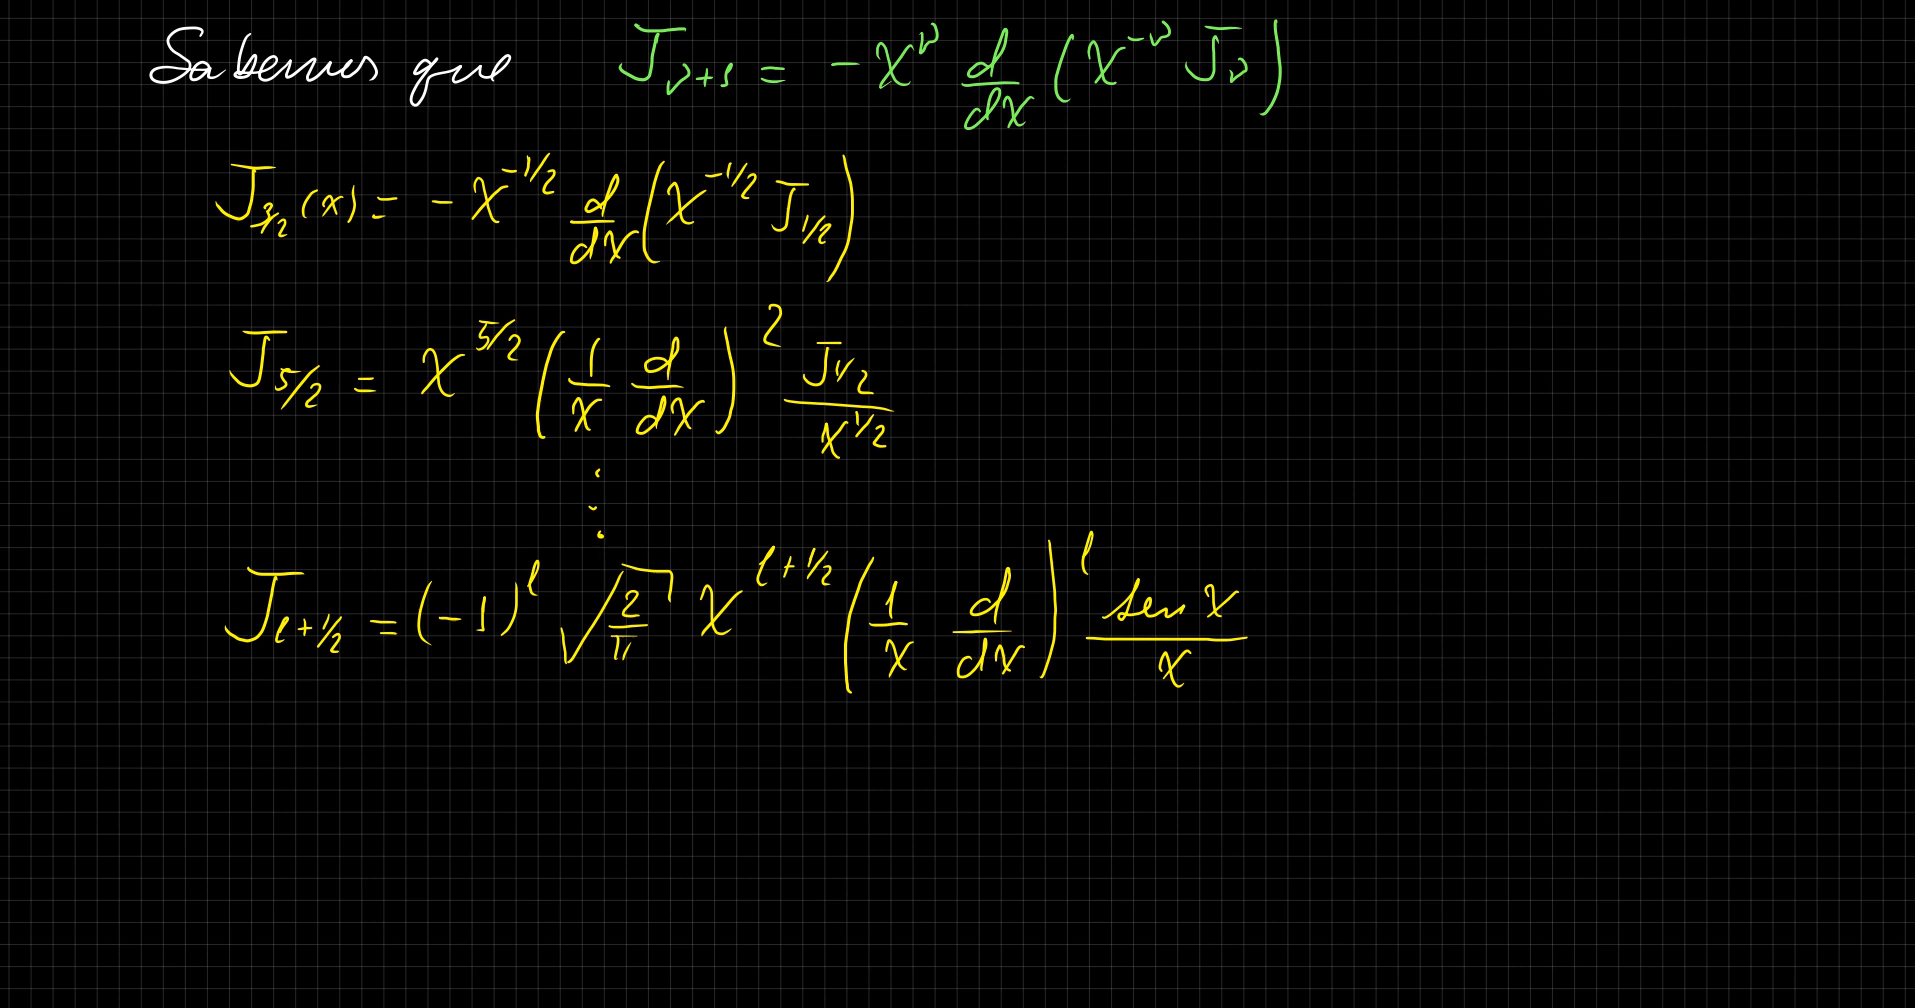 Sabemos que J_{ν+1} = -x^ν d/dx (x^{-ν} J_ν)
J_{3/2}(x) = -x^{-1/2} d/dx (x^{-1/2} J_{1/2})
J_{5/2} = x^{5/2} (1/x d/dx)^2 J_{1/2}/x^{1/2}
⋮
J_{ℓ+1/2} = (-1)^ℓ √(2/π) x^{ℓ+1/2} (1/x d/dx)^ℓ sen x/x